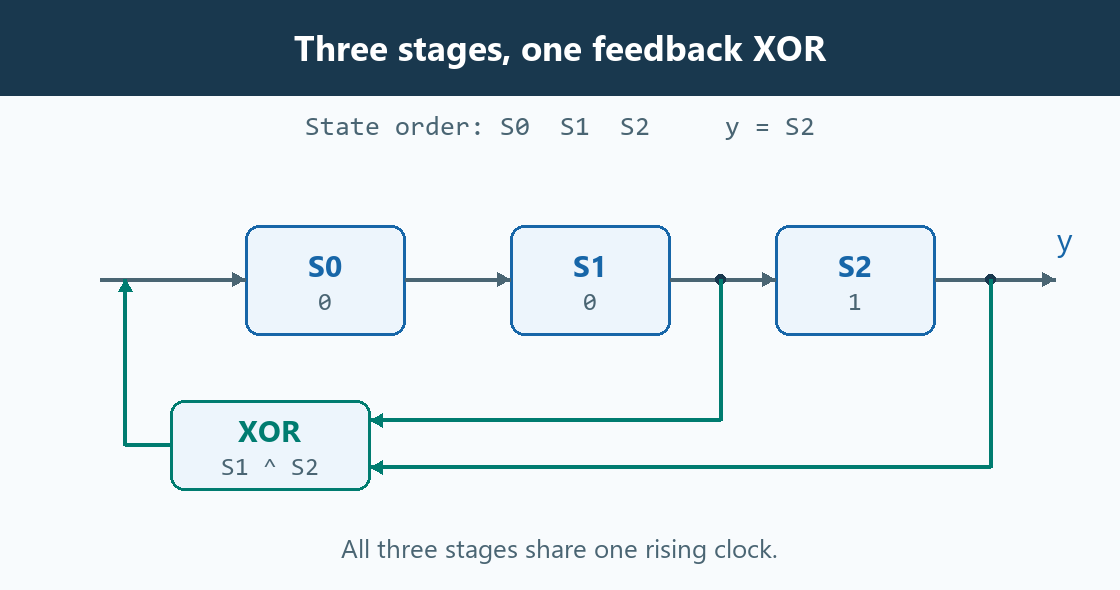 Three stages, one feedback XOR
State order: S0  S1  S2     y = S2
y
S0
0
S1
0
S2
1
XOR
S1 ^ S2
All three stages share one rising clock.